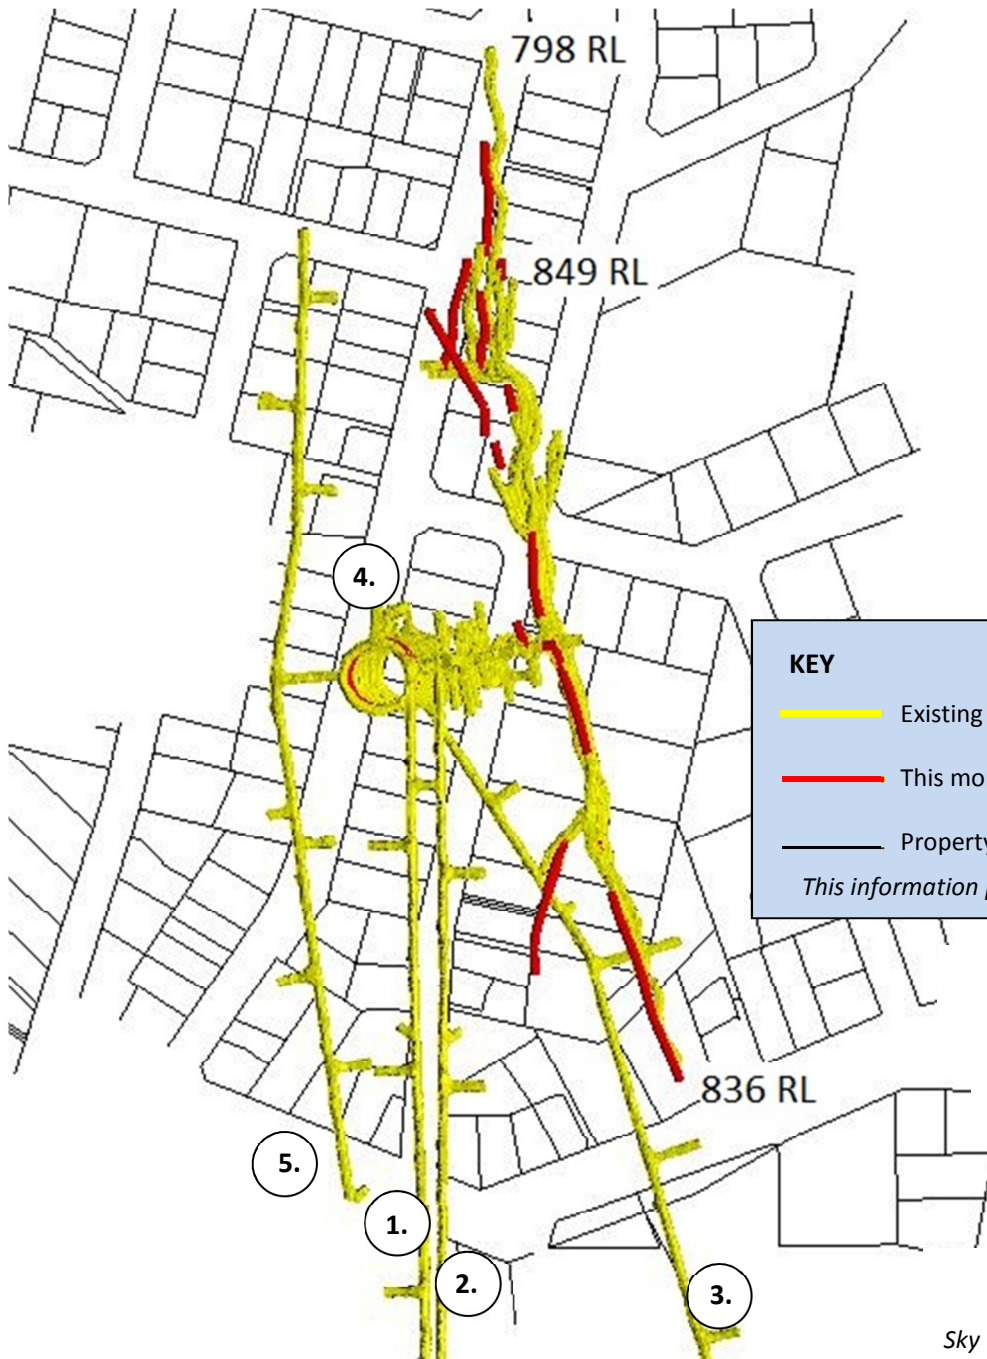 798 RL
849 RL
4.
KEY
Existing
This mo
Property
This information
836 RL
5.
1.
2.
3.
Sky